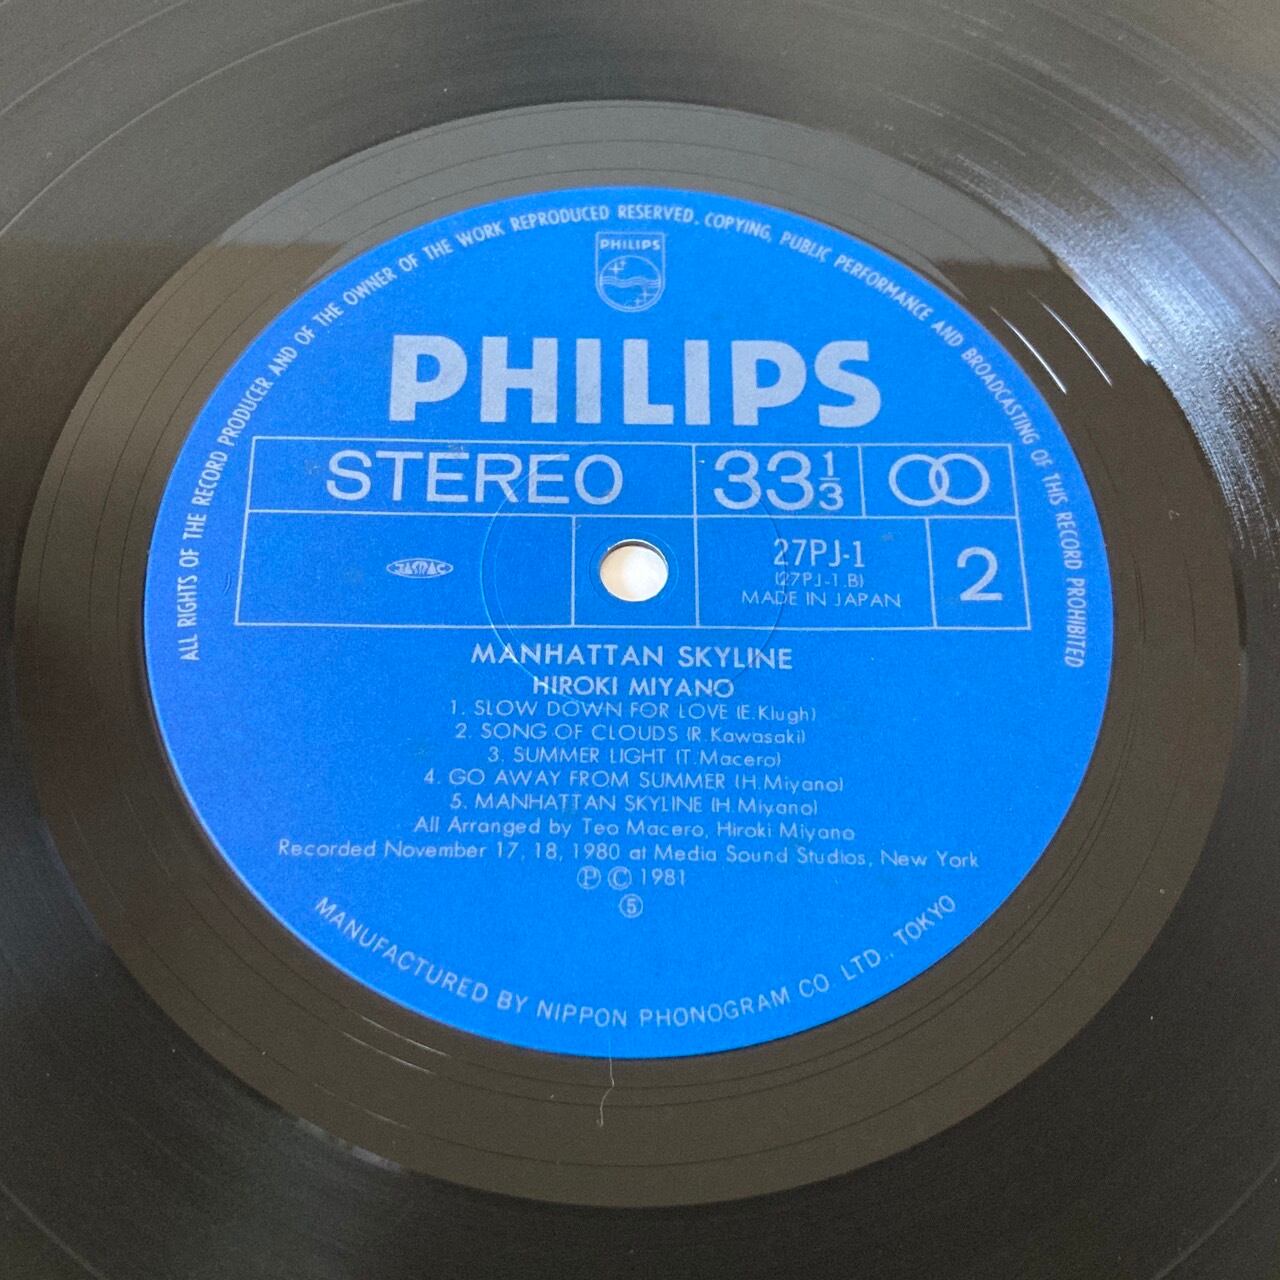 ALL RIGHTS OF THE RECORD PRODUCER AND OF THE OWNER OF THE WORK REPRODUCED RESERVED. COPYING, PUBLIC PERFORMANCE AND BROADCASTING OF THIS RECORD PROHIBITED
PHILIPS
PHILIPS
STEREO
33 1/3
JASRAC
27PJ-1
(27PJ-1.B)
MADE IN JAPAN
2
MANHATTAN SKYLINE
HIROKI MIYANO
1. SLOW DOWN FOR LOVE (E.Klugh)
2. SONG OF CLOUDS (R.Kawasaki)
3. SUMMER LIGHT (T.Macero)
4. GO AWAY FROM SUMMER (H.Miyano)
5. MANHATTAN SKYLINE (H.Miyano)
All Arranged by Teo Macero, Hiroki Miyano
Recorded November 17, 18, 1980 at Media Sound Studios, New York
Ⓟ Ⓒ 1981
⑤
MANUFACTURED BY NIPPON PHONOGRAM CO. LTD., TOKYO